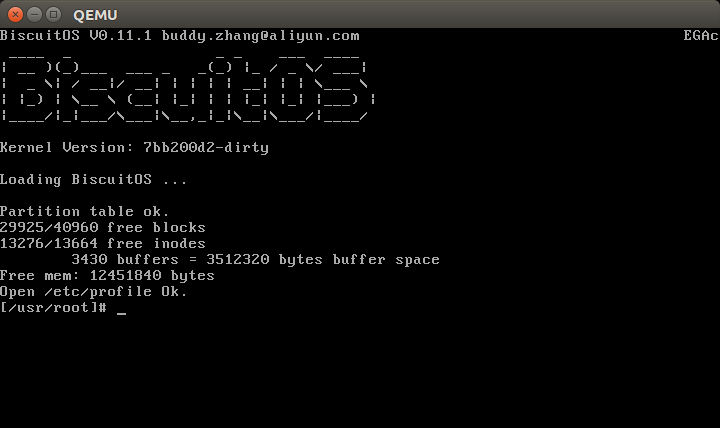 QEMU
BiscuitOS V0.11.1 buddy.zhang@aliyun.com EGAc
BiscuitOS
Kernel Version: 7bb200d2-dirty
Loading BiscuitOS ...
Partition table ok.
29925/40960 free blocks
13276/13664 free inodes
3430 buffers = 3512320 bytes buffer space
Free mem: 12451840 bytes
Open /etc/profile Ok.
[/usr/root]# _